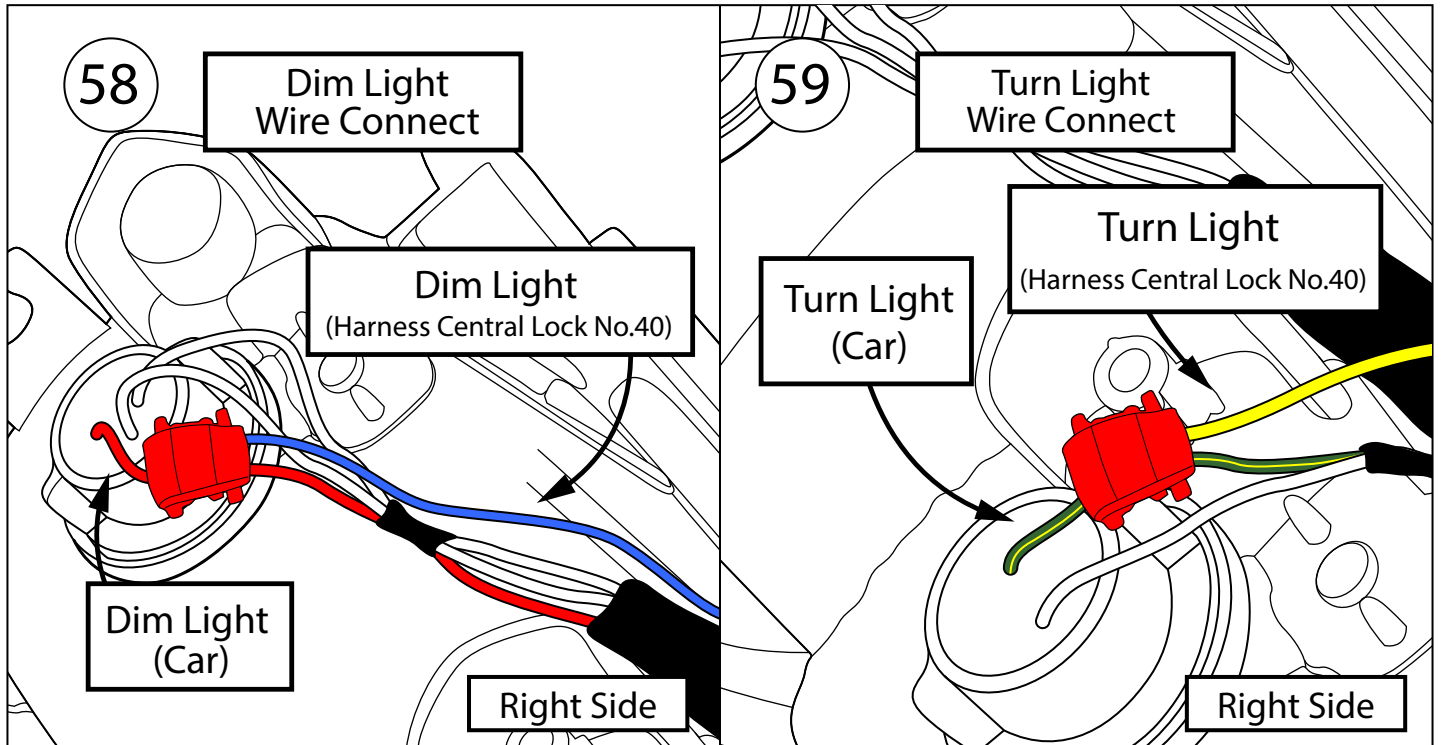 58
Dim Light
Wire Connect
Dim Light
(Harness Central Lock No.40)
Dim Light
(Car)
Right Side
59
Turn Light
Wire Connect
Turn Light
(Harness Central Lock No.40)
Turn Light
(Car)
Right Side